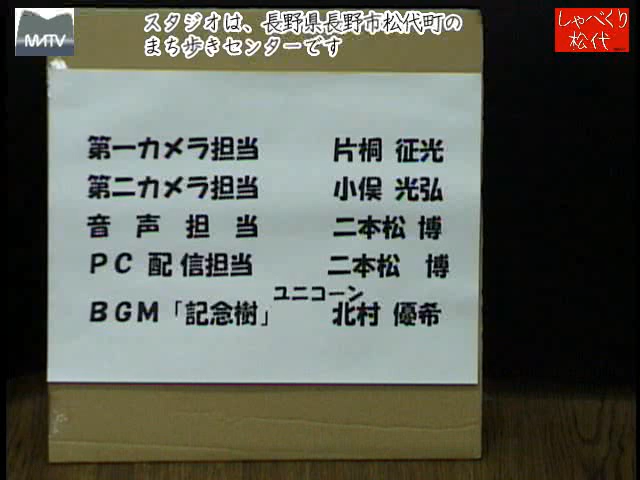 MATV
スタジオは、長野県長野市松代町の
まち歩きセンターです
しゃべくり
松代
第一カメラ担当 片桐 征光
第二カメラ担当 小俣 光弘
音声担当 二本松 博
PC配信担当 二本松 博
ユニコーン
BGM「記念樹」 北村 優希